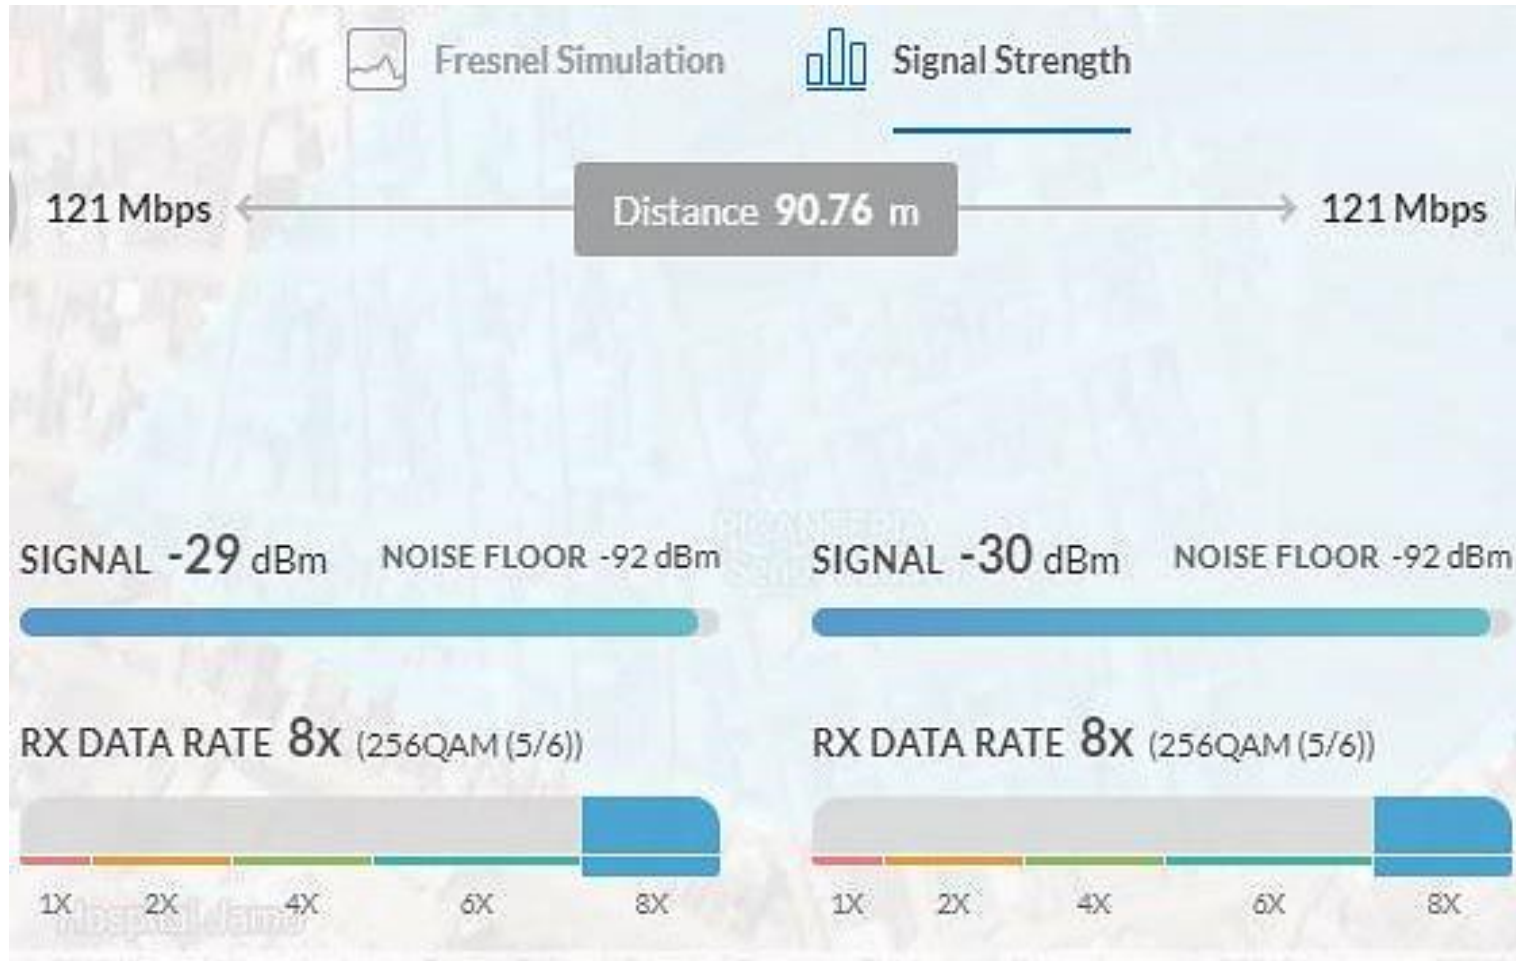 Fresnel Simulation Signal Strength
121 Mbps Distance 90.76 m 121 Mbps
SIGNAL -29 dBm NOISE FLOOR -92 dBm SIGNAL -30 dBm NOISE FLOOR -92 dBm
RX DATA RATE 8x (256QAM (5/6)) RX DATA RATE 8x (256QAM (5/6))
1X 2X 4X 6X 8X 1X 2X 4X 6X 8X
Hospital